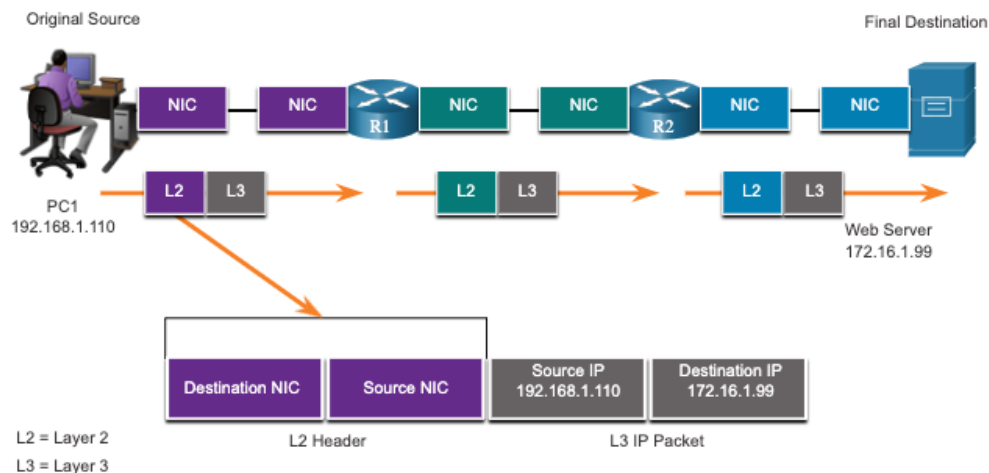 Original Source
Final Destination
NIC
NIC
R1
NIC
NIC
R2
NIC
NIC
L2
L3
L2
L3
L2
L3
PC1
192.168.1.110
Web Server
172.16.1.99
Destination NIC
Source NIC
Source IP
192.168.1.110
Destination IP
172.16.1.99
L2 = Layer 2
L2 Header
L3 IP Packet
L3 = Layer 3